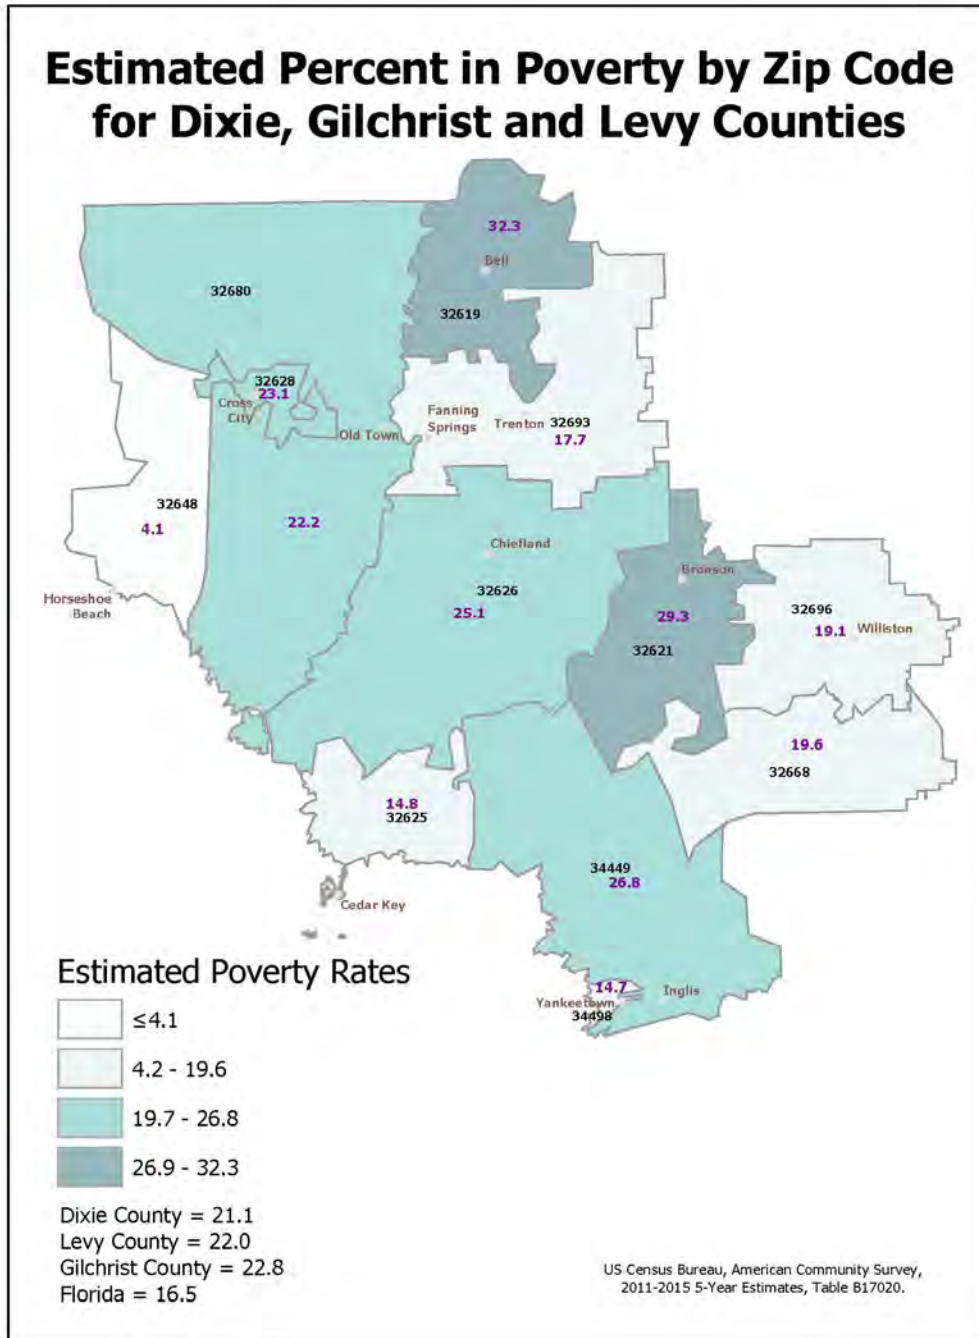 Estimated Percent in Poverty by Zip Code
for Dixie, Gilchrist and Levy Counties
32.3
Bell
32680
32619
32628
23.1
Cross
City
Old Town
Fanning
Springs
Trenton
32693
17.7
32648
4.1
22.2
Chiefland
32626
25.1
Bronson
29.3
32621
32696
19.1
Williston
Horseshoe
Beach
19.6
32668
14.8
32625
34449
26.8
Cedar Key
14.7
Yankeetown
34498
Inglis
Estimated Poverty Rates
≤4.1
4.2 - 19.6
19.7 - 26.8
26.9 - 32.3
Dixie County = 21.1
Levy County = 22.0
Gilchrist County = 22.8
Florida = 16.5
US Census Bureau, American Community Survey,
2011-2015 5-Year Estimates, Table B17020.